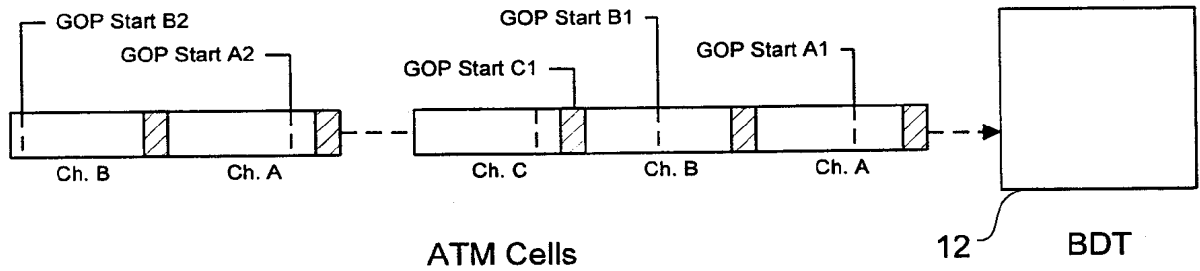 GOP Start B2
GOP Start A2
GOP Start B1
GOP Start C1
GOP Start A1
Ch. B
Ch. A
Ch. C
Ch. B
Ch. A
ATM Cells
12
BDT